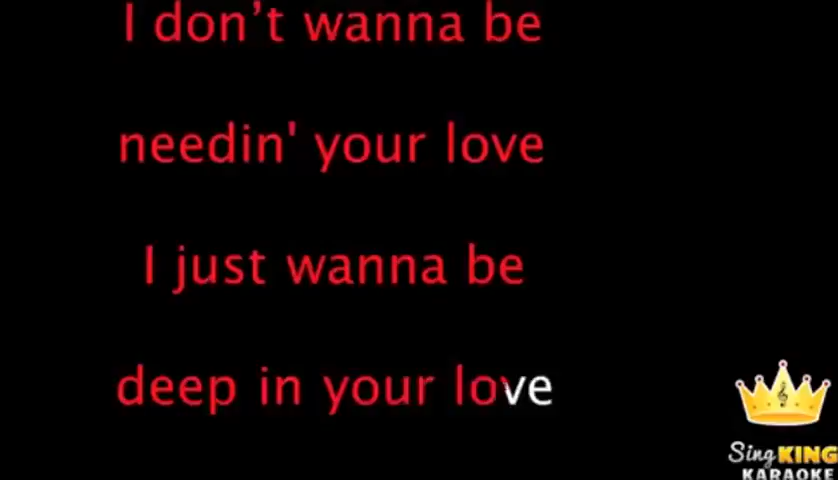 I don’t wanna be
needin' your love
I just wanna be
deep in your love
Sing KING
KARAOKE